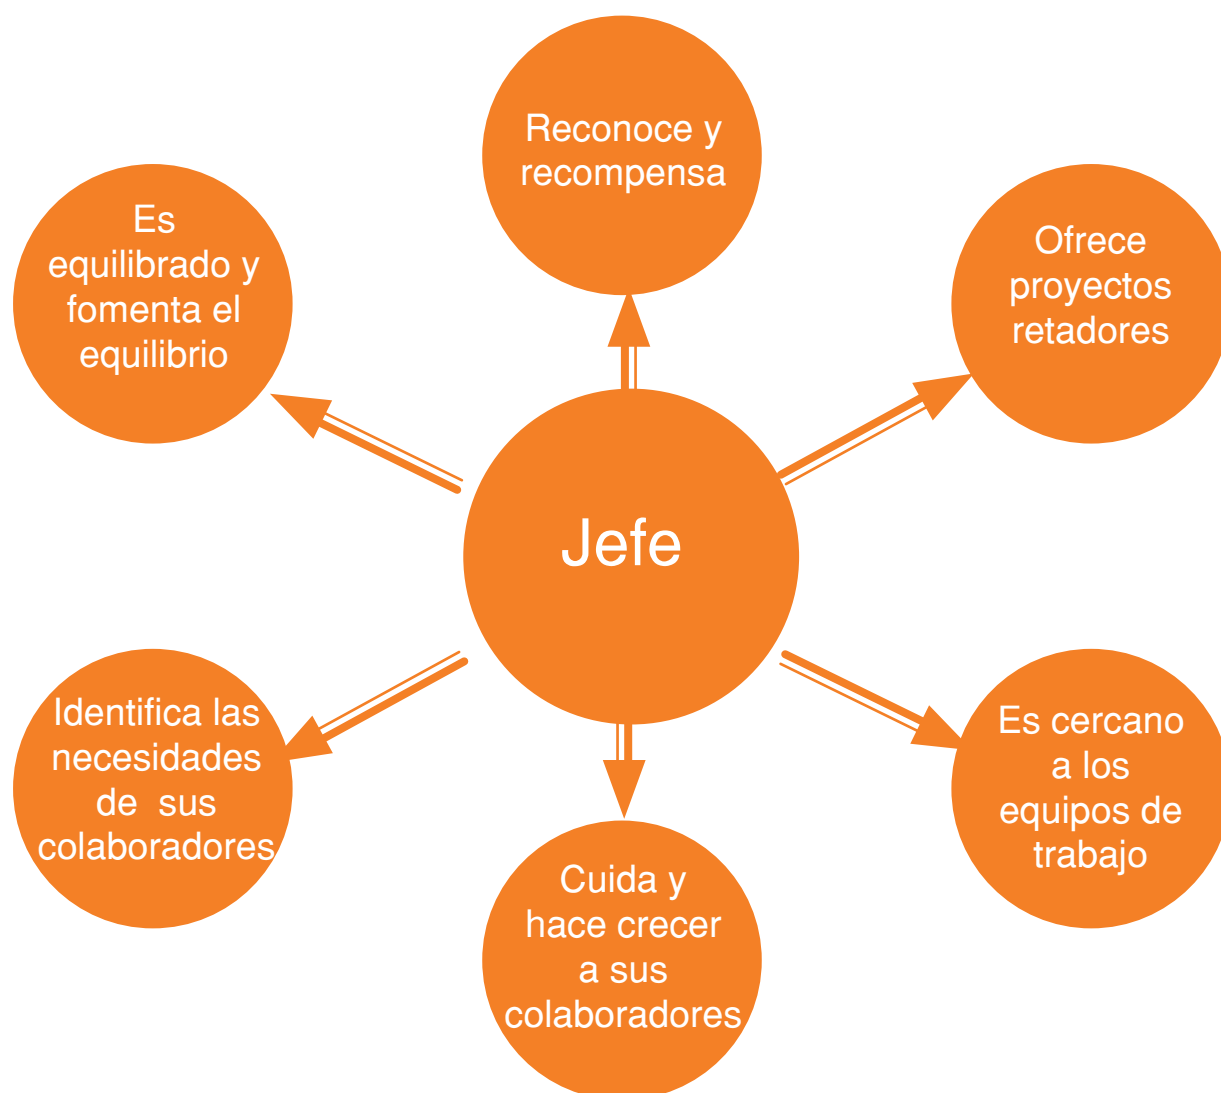 Reconoce y
recompensa
Es
equilibrado y
fomenta el
equilibrio
Ofrece
proyectos
retadores
Jefe
Identifica las
necesidades
de  sus
colaboradores
Es cercano
a los
equipos de
trabajo
Cuida y
hace crecer
a sus
colaboradores